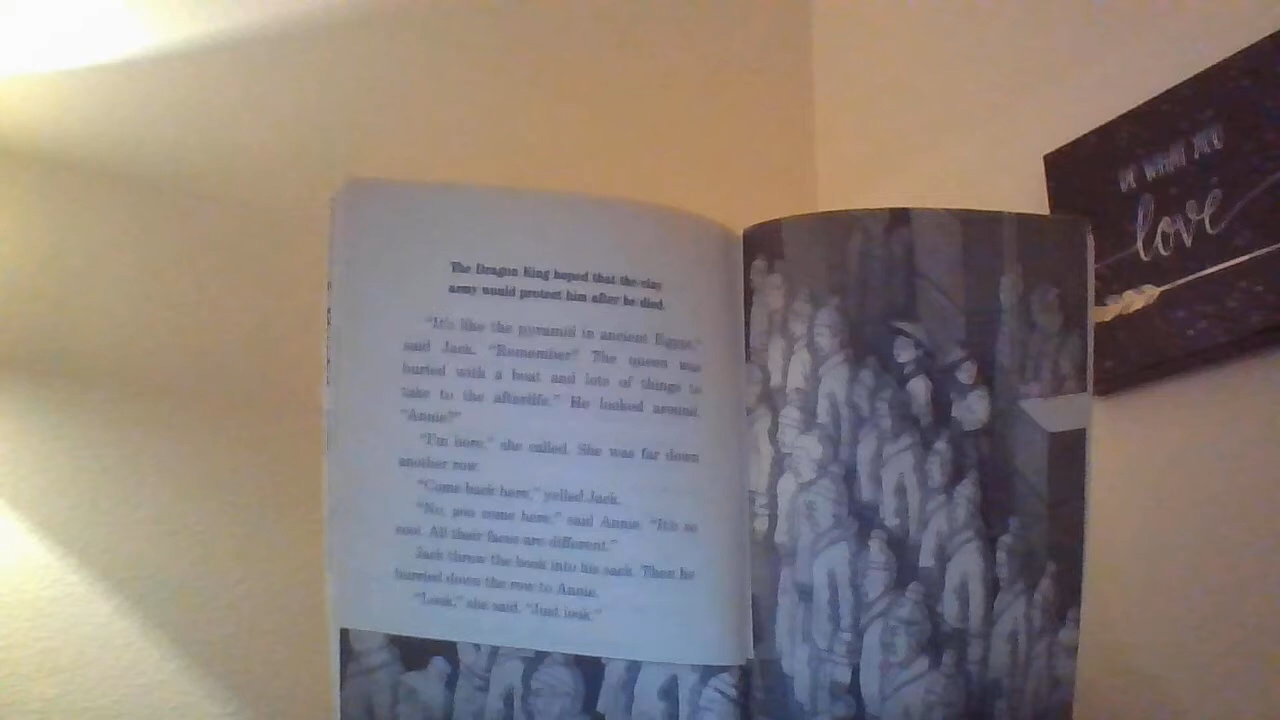 The Dragon King hoped that the clay
army would protect him after he died.
"It's like the pyramid in ancient Egypt,"
said Jack. "Remember? The queen was
buried with a boat and lots of things to
take to the afterlife." He looked around.
"Annie?"
"I'm here," she called. She was far down
another row.
"Come back here," yelled Jack.
"No, you come here," said Annie. "It's so
cool. All their faces are different."
Jack threw the book into his sack. Then he
hurried down the row to Annie.
"Look," she said. "Just look."
love